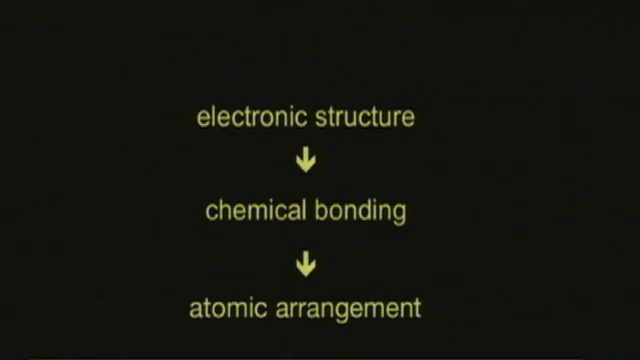 electronic structure
↓
chemical bonding
↓
atomic arrangement